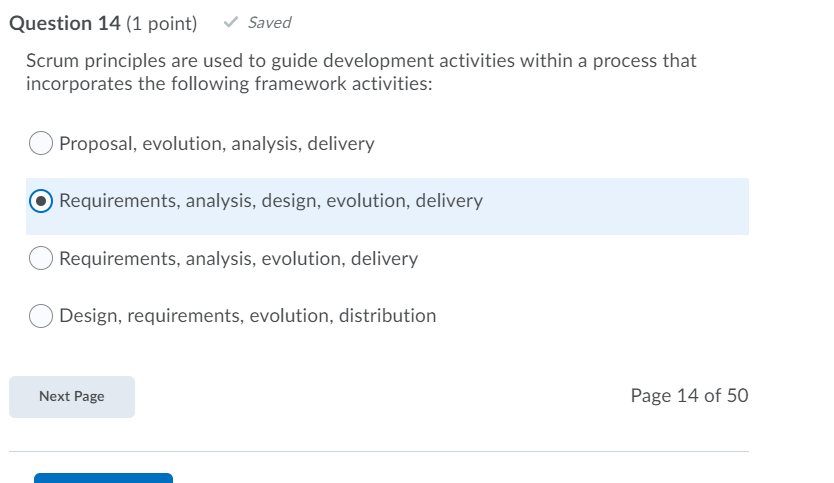 Question 14 (1 point) Saved
Scrum principles are used to guide development activities within a process that
incorporates the following framework activities:
Proposal, evolution, analysis, delivery
Requirements, analysis, design, evolution, delivery
Requirements, analysis, evolution, delivery
Design, requirements, evolution, distribution
Next Page
Page 14 of 50